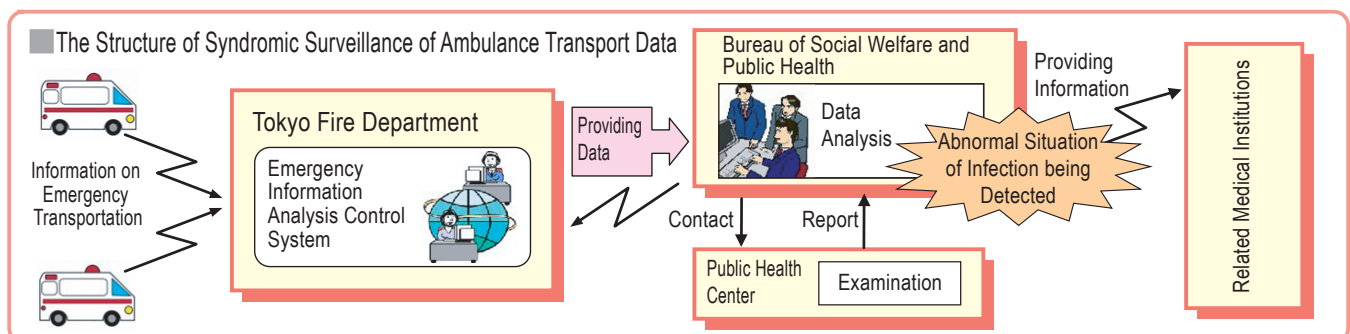 The Structure of Syndromic Surveillance of Ambulance Transport Data
Information on
Emergency
Transportation
Tokyo Fire Department
Emergency
Information
Analysis Control
System
Providing
Data
Bureau of Social Welfare and
Public Health
Data
Analysis
Abnormal Situation
of Infection being
Detected
Providing
Information
Contact
Report
Public Health
Center
Examination
Related Medical Institutions